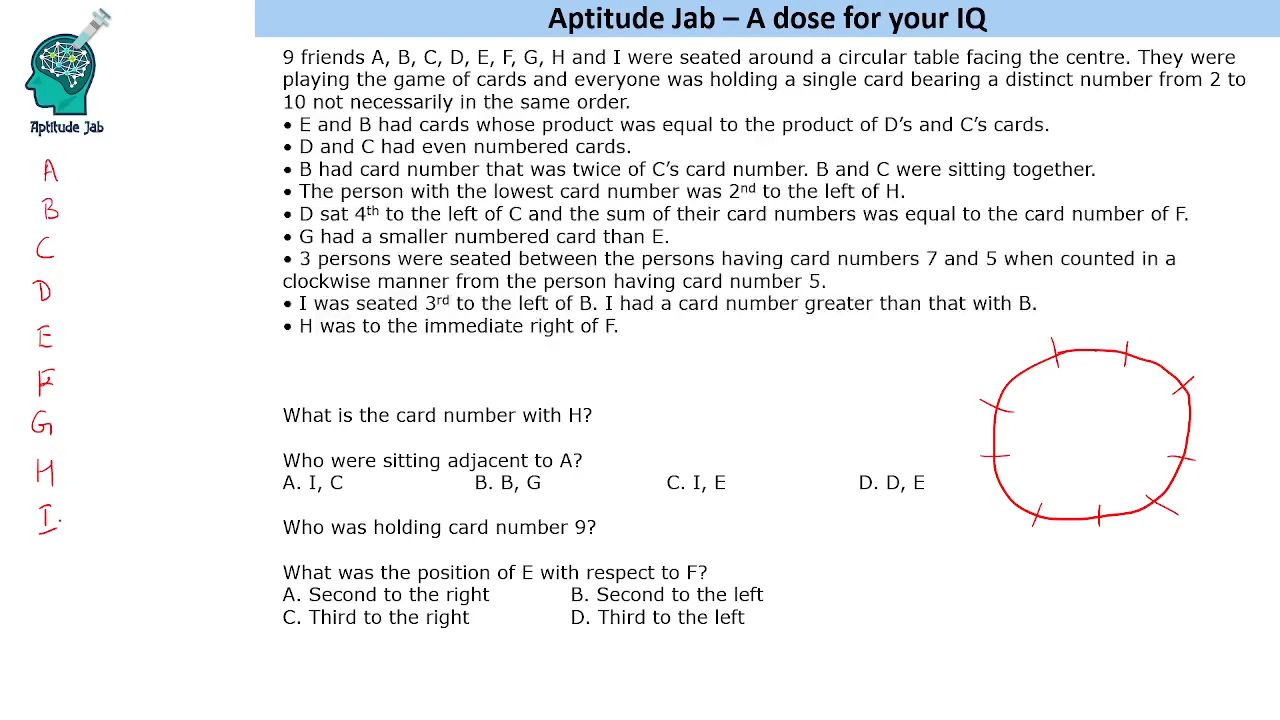 Aptitude Jab – A dose for your IQ
Aptitude Jab
9 friends A, B, C, D, E, F, G, H and I were seated around a circular table facing the centre. They were
playing the game of cards and everyone was holding a single card bearing a distinct number from 2 to
10 not necessarily in the same order.
• E and B had cards whose product was equal to the product of D's and C's cards.
• D and C had even numbered cards.
• B had card number that was twice of C's card number. B and C were sitting together.
• The person with the lowest card number was 2nd to the left of H.
• D sat 4th to the left of C and the sum of their card numbers was equal to the card number of F.
• G had a smaller numbered card than E.
• 3 persons were seated between the persons having card numbers 7 and 5 when counted in a
clockwise manner from the person having card number 5.
• I was seated 3rd to the left of B. I had a card number greater than that with B.
• H was to the immediate right of F.
What is the card number with H?
Who were sitting adjacent to A?
A. I, C B. B, G C. I, E D. D, E
Who was holding card number 9?
What was the position of E with respect to F?
A. Second to the right B. Second to the left
C. Third to the right D. Third to the left
A
B
C
D
E
F
G
H
I.